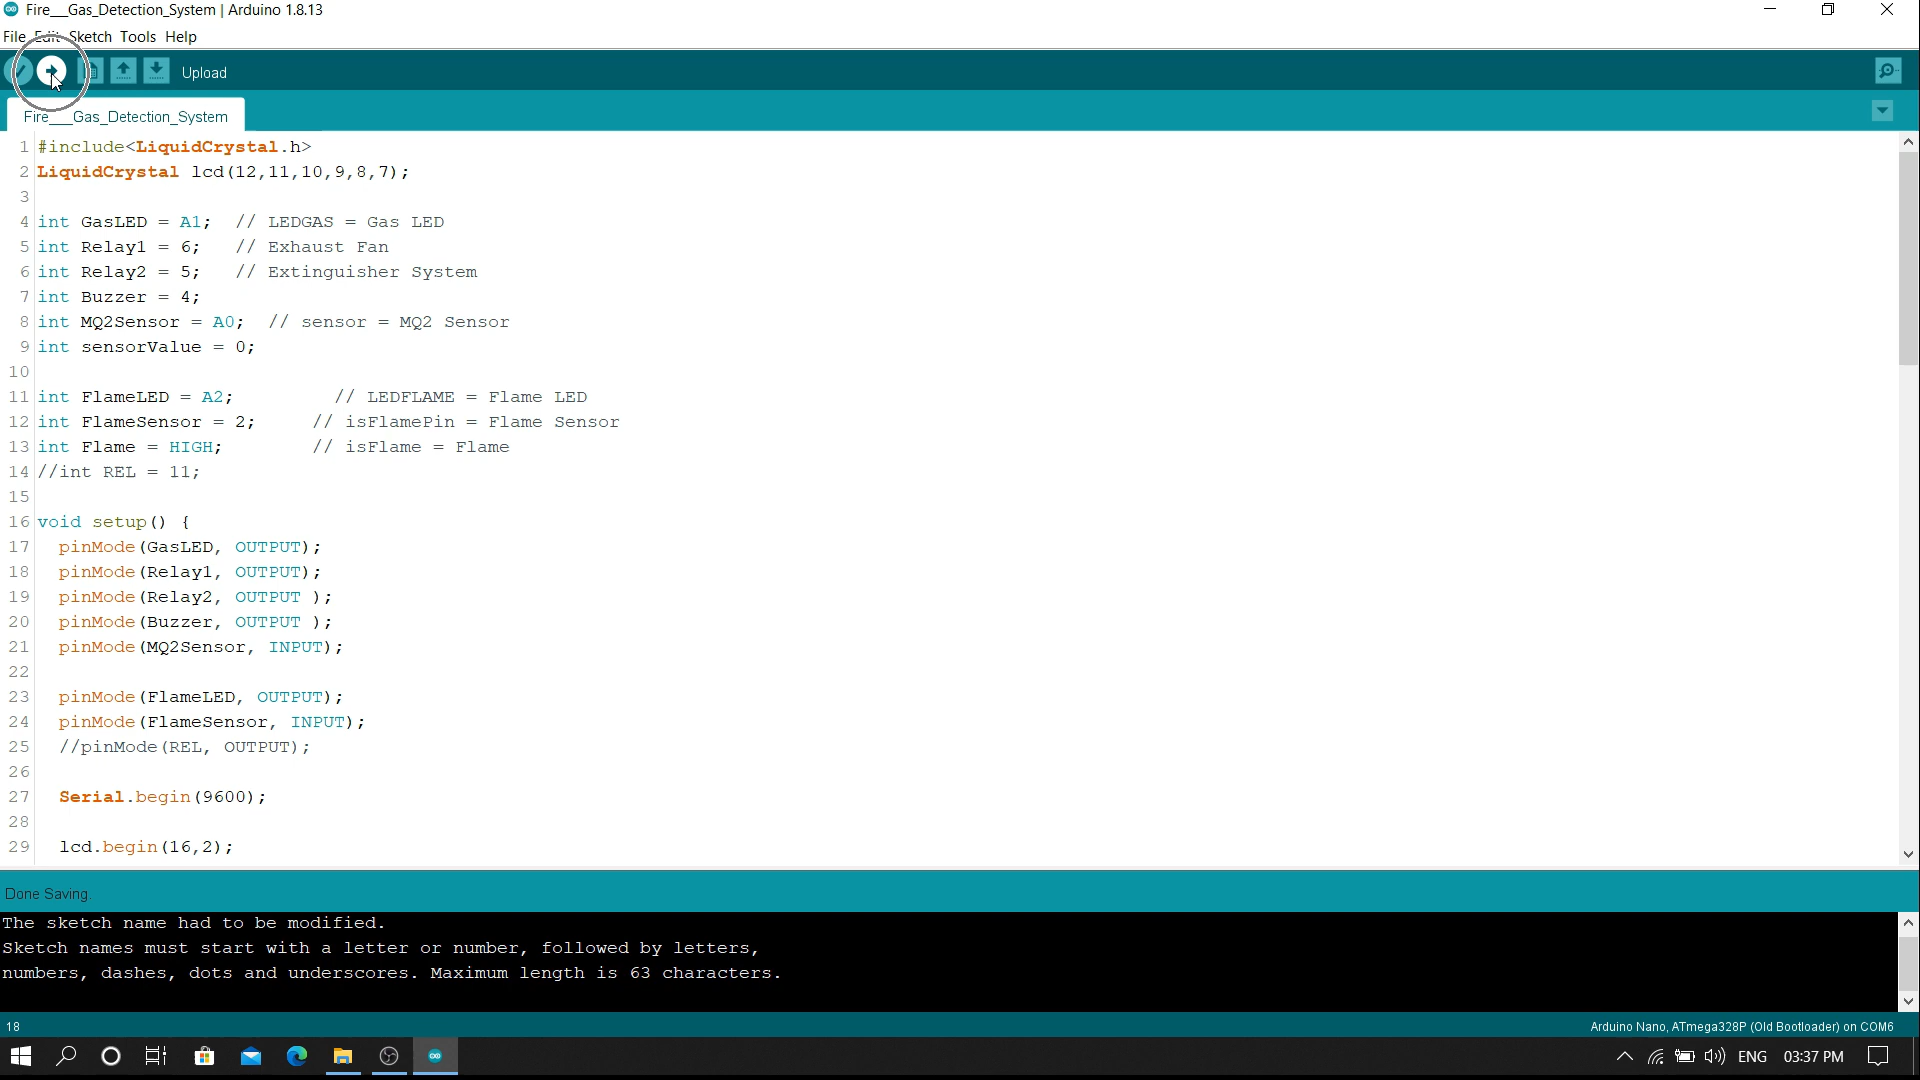 Fire__Gas_Detection_System | Arduino 1.8.13
File Edit Sketch Tools Help
Upload
Fire___Gas_Detection_System
1 #include<LiquidCrystal.h>
2 LiquidCrystal lcd(12,11,10,9,8,7);
3
4 int GasLED = A1;  // LEDGAS = Gas LED
5 int Relay1 = 6;   // Exhaust Fan
6 int Relay2 = 5;   // Extinguisher System
7 int Buzzer = 4;
8 int MQ2Sensor = A0;  // sensor = MQ2 Sensor
9 int sensorValue = 0;
10
11 int FlameLED = A2;         // LEDFLAME = Flame LED
12 int FlameSensor = 2;     // isFlamePin = Flame Sensor
13 int Flame = HIGH;        // isFlame = Flame
14 //int REL = 11;
15
16 void setup() {
17   pinMode(GasLED, OUTPUT);
18   pinMode(Relay1, OUTPUT);
19   pinMode(Relay2, OUTPUT );
20   pinMode(Buzzer, OUTPUT );
21   pinMode(MQ2Sensor, INPUT);
22
23   pinMode(FlameLED, OUTPUT);
24   pinMode(FlameSensor, INPUT);
25   //pinMode(REL, OUTPUT);
26
27   Serial.begin(9600);
28
29   lcd.begin(16,2);
Done Saving.
The sketch name had to be modified.
Sketch names must start with a letter or number, followed by letters,
numbers, dashes, dots and underscores. Maximum length is 63 characters.
18 Arduino Nano, ATmega328P (Old Bootloader) on COM6
ENG 03:37 PM